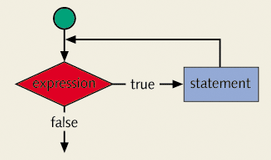 expression
true
statement
false